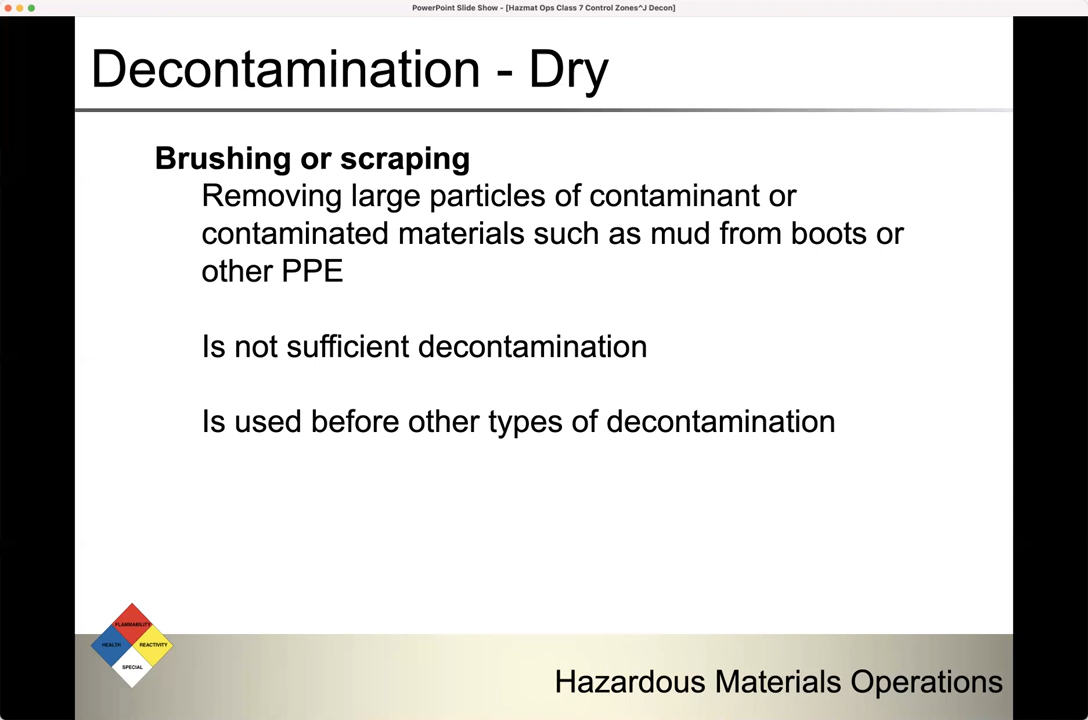 PowerPoint Slide Show - [Hazmat Ops Class 7 Control Zones^J Decon]
Decontamination - Dry
Brushing or scraping
Removing large particles of contaminant or
contaminated materials such as mud from boots or
other PPE
Is not sufficient decontamination
Is used before other types of decontamination
FLAMMABILITY
HEALTH
REACTIVITY
SPECIAL
Hazardous Materials Operations